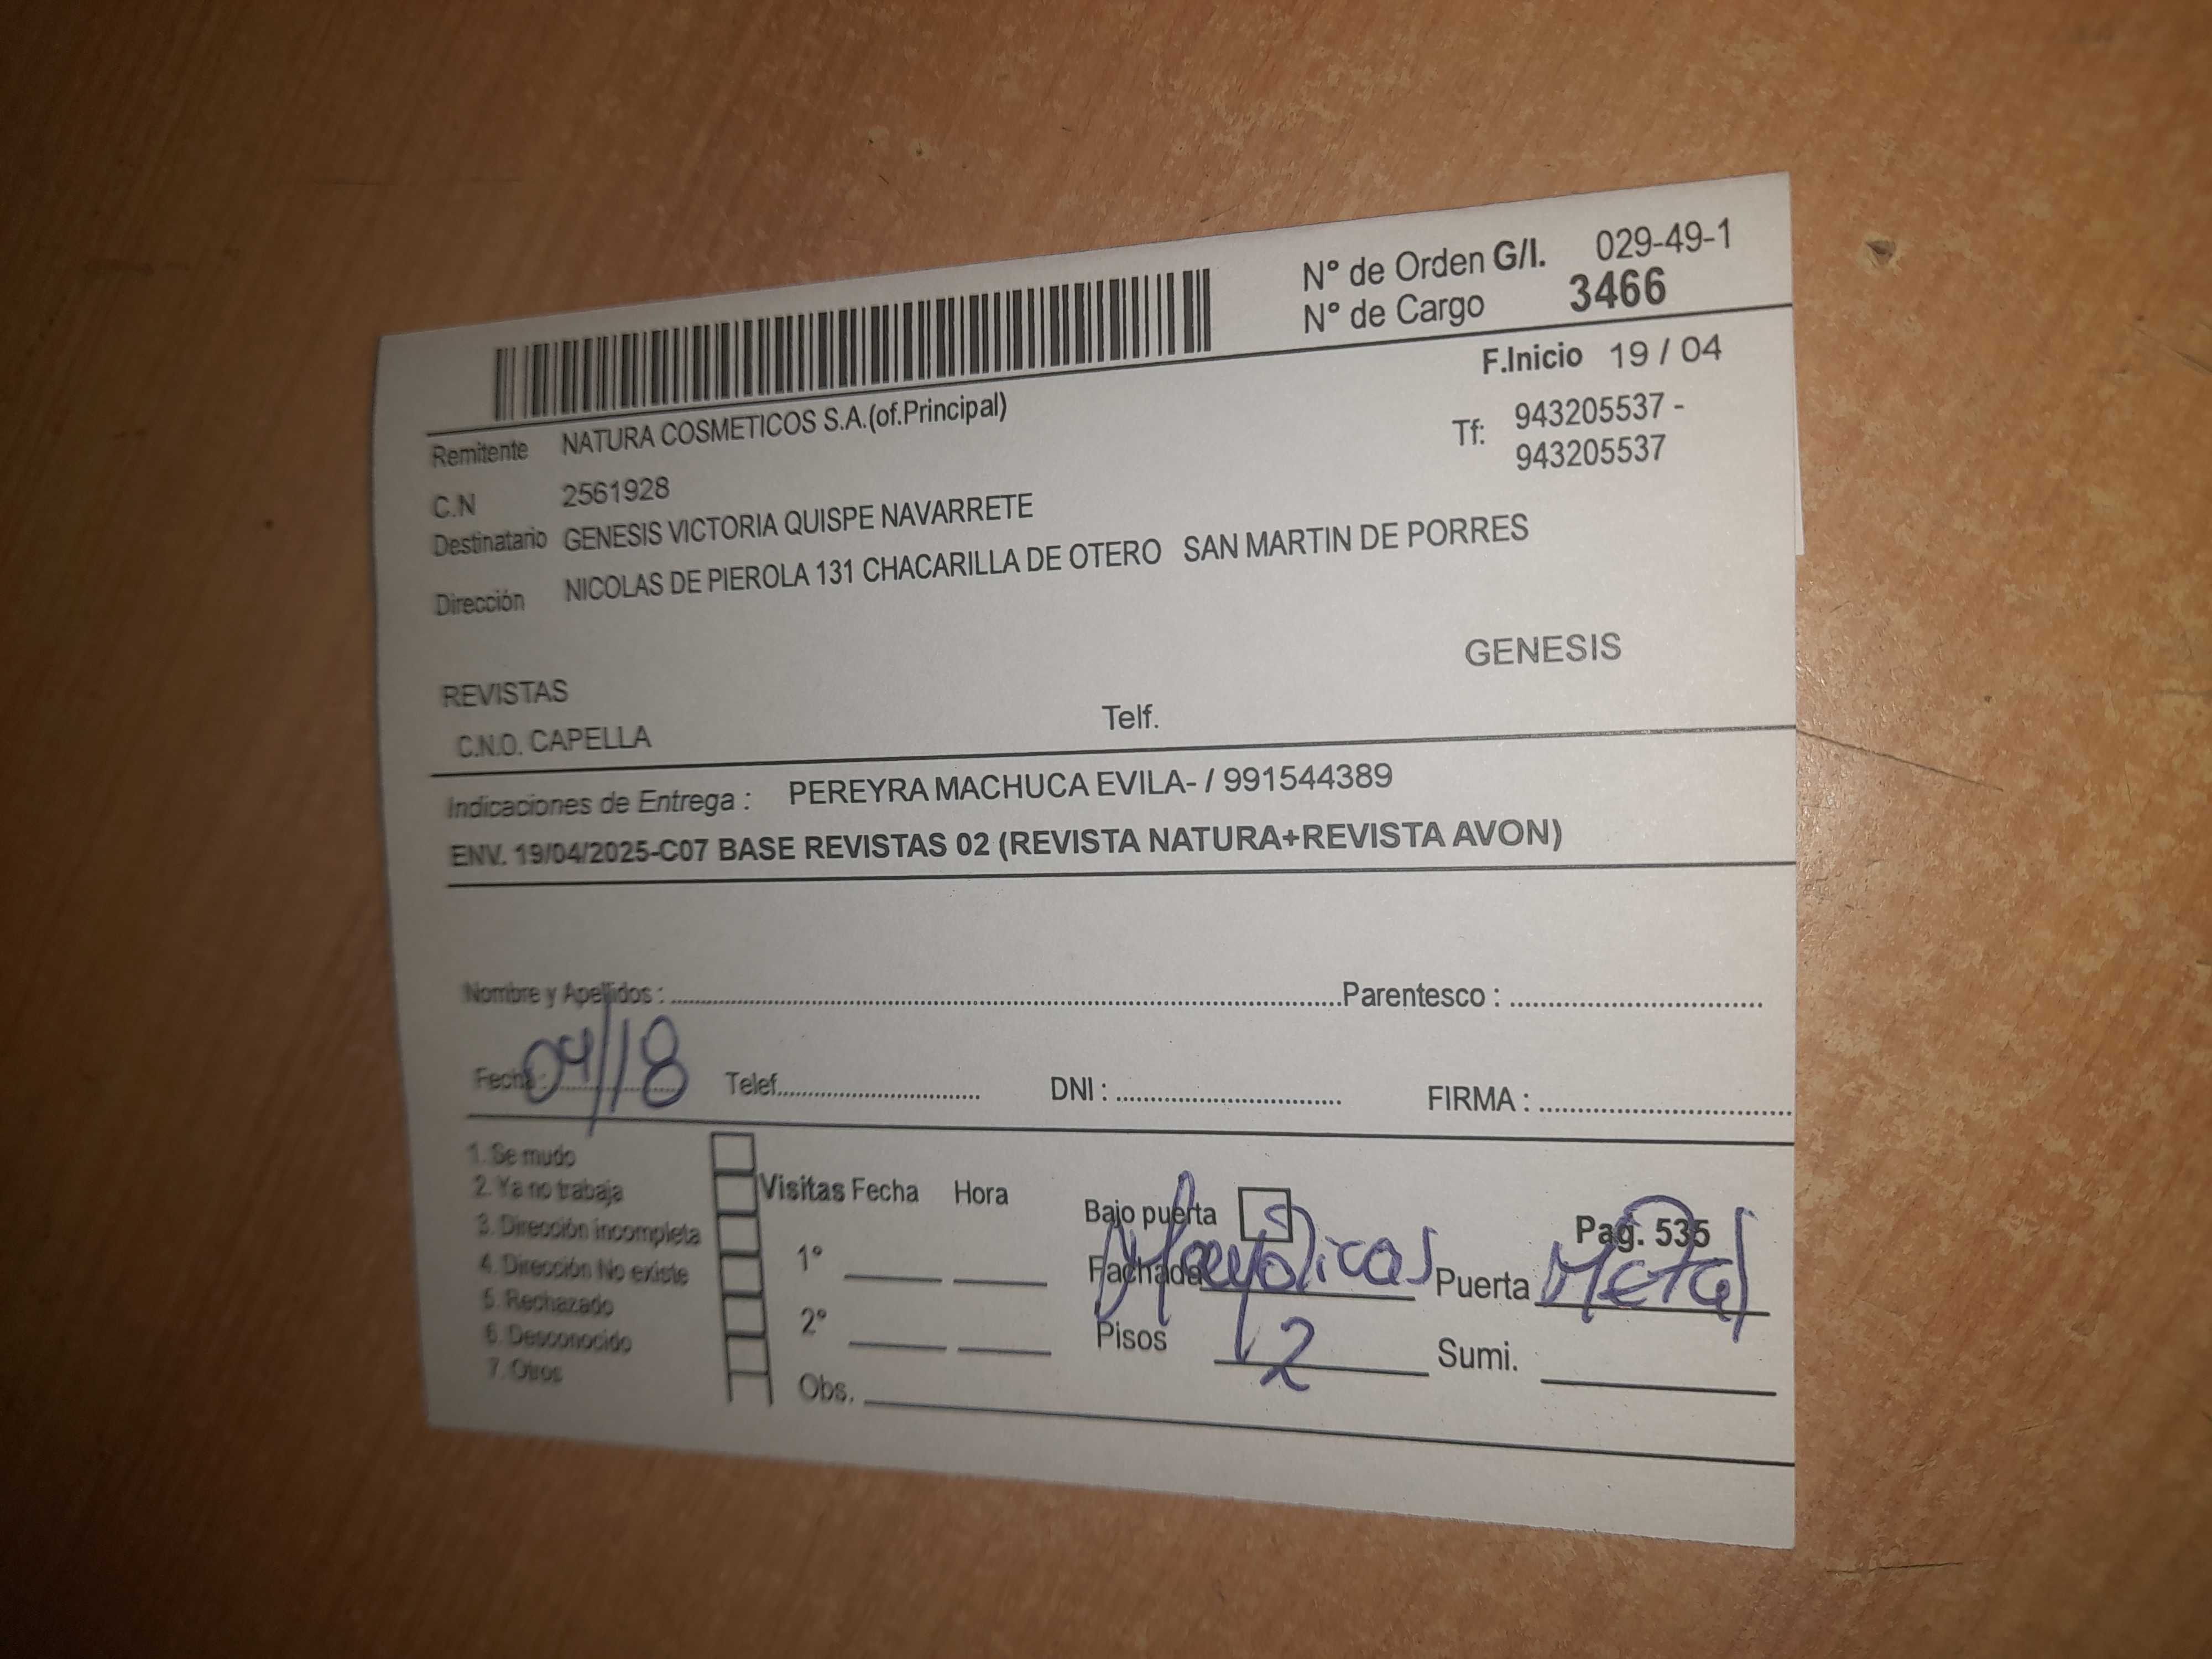 N° de Orden G/I. 029-49-1
N° de Cargo 3466
F.Inicio 19 / 04
Remitente NATURA COSMETICOS S.A.(of.Principal)
Tf: 943205537 -
943205537
C.N 2561928
Destinatario GENESIS VICTORIA QUISPE NAVARRETE
Dirección NICOLAS DE PIEROLA 131 CHACARILLA DE OTERO SAN MARTIN DE PORRES
GENESIS
REVISTAS
C.N.O. CAPELLA Telf.
Indicaciones de Entrega : PEREYRA MACHUCA EVILA- / 991544389
ENV. 19/04/2025-C07 BASE REVISTAS 02 (REVISTA NATURA+REVISTA AVON)
Nombre y Apellidos : Parentesco :
Fecha : 04/18 Telef. DNI : FIRMA :
1. Se mudo
2. Ya no trabaja
3. Dirección incompleta
4. Dirección No existe
5. Rechazado
6. Desconocido
7. Otros
Visitas Fecha Hora
1°
2°
Obs.
Bajo puerta Pag. 535
Fachada Mayolicas Puerta Metal
Pisos 2 Sumi.